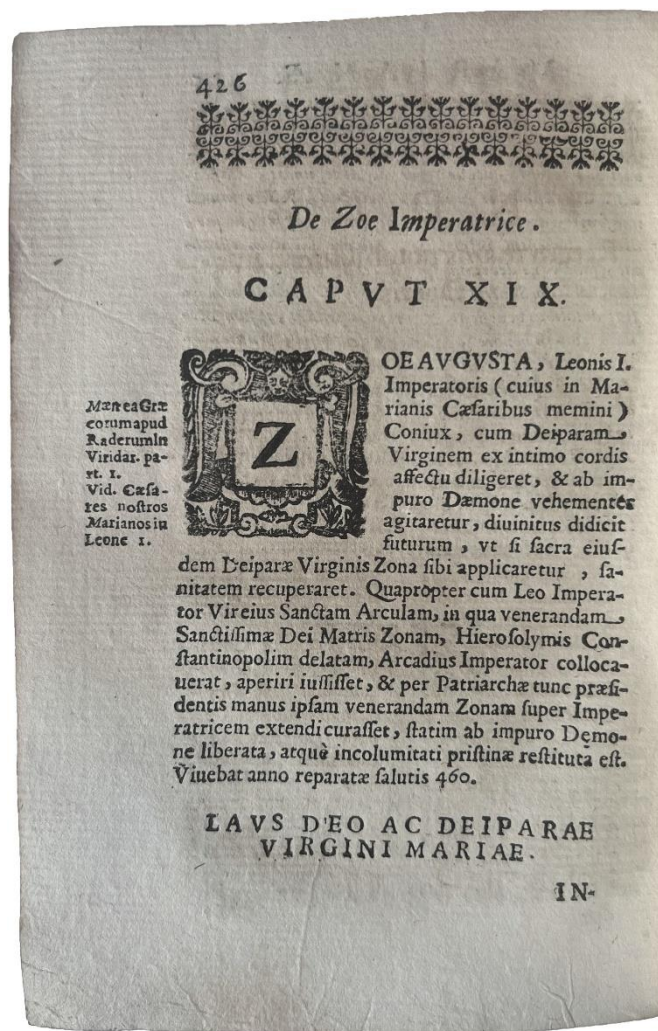 426
De Zoe Imperatrice.
CAPVT XIX.
ZOE AVGVSTA, Leonis I.
Imperatoris (cuius in Ma-
rianis Cæſaribus memini)
Coniux, cum Deiparam
Virginem ex intimo cordis
affectu diligeret, & ab im-
puro Dæmone vehementer
agitaretur, diuinitus didicit
futurum, vt ſi ſacra eiuſ-
dem Deiparæ Virginis Zona ſibi applicaretur, ſa-
nitatem recuperaret. Quapropter cum Leo Impera-
tor Vir eius Sanctam Arculam, in qua venerandam
Sanctiſſimæ Dei Matris Zonam, Hieroſolymis Con-
ſtantinopolim delatam, Arcadius Imperator colloca-
uerat, aperiri iuſſiſſet, & per Patriarchæ tunc præſi-
dentis manus ipſam venerandam Zonam ſuper Impe-
ratricem extendi curaſſet, ſtatim ab impuro Demo-
ne liberata, atquè incolumitati priſtinæ reſtituta eſt.
Viuebat anno reparatæ ſalutis 460.
Mænea Græ
corum apud
Raderum In
Viridar. pa-
rt. 1.
Vid. Cæſa-
res noſtros
Marianos in
Leone 1.
LAVS DEO AC DEIPARAE
VIRGINI MARIAE.
IN-